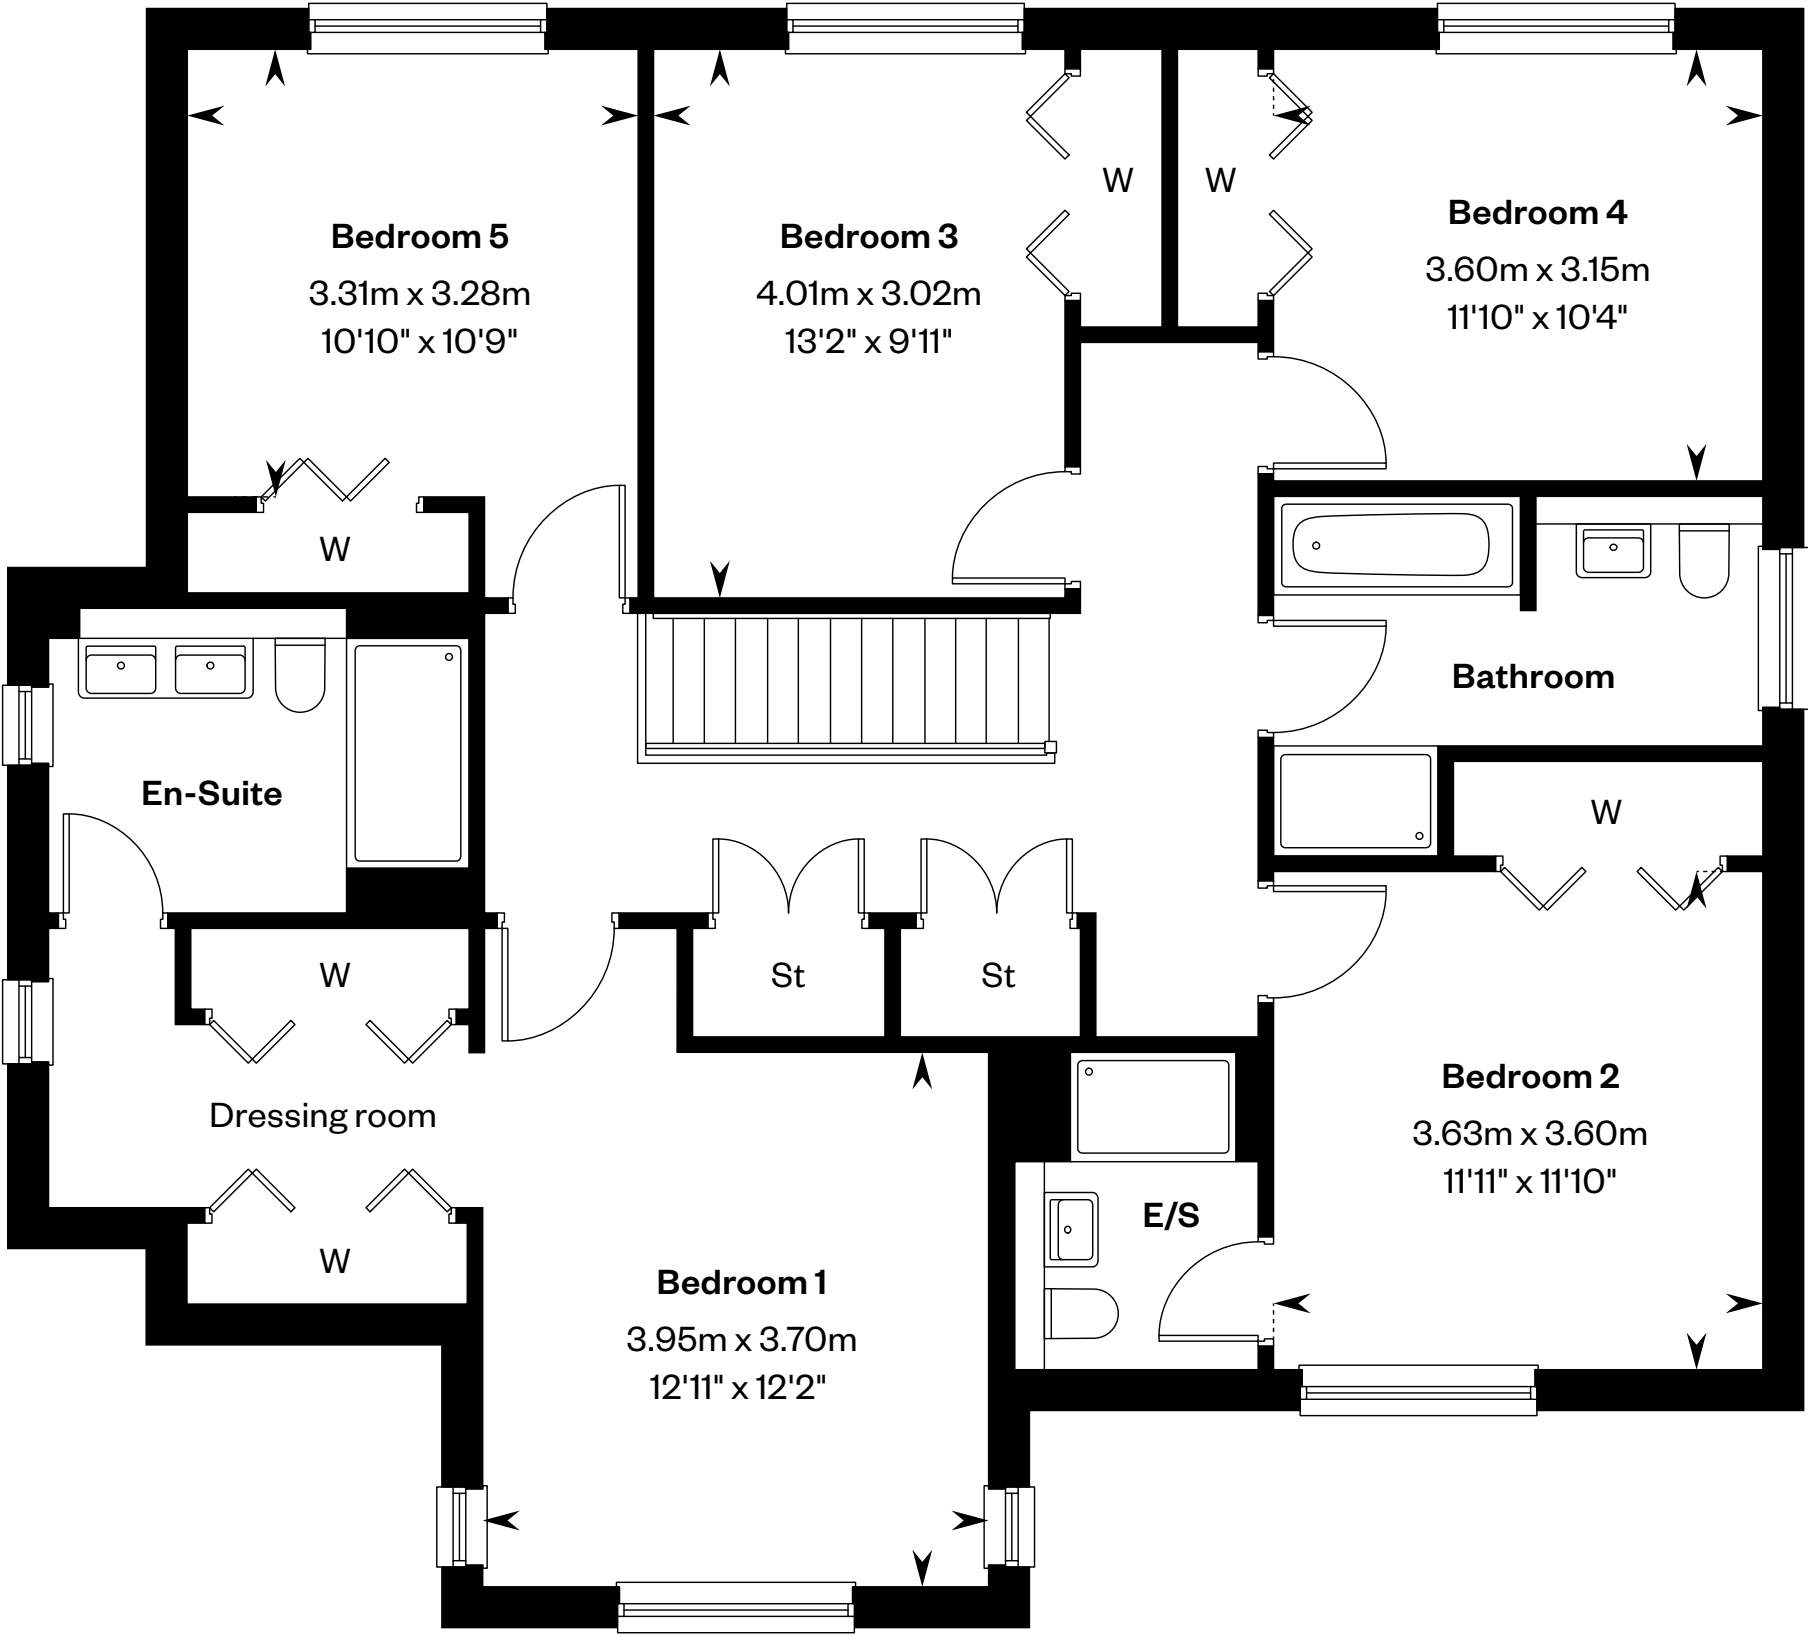 W
W
Bedroom 5
3.31m x 3.28m
10'10" x 10'9"
Bedroom 3
4.01m x 3.02m
13'2" x 9'11"
Bedroom 4
3.60m x 3.15m
11'10" x 10'4"
W
Bathroom
En-Suite
W
W
St
St
Dressing room
W
Bedroom 2
3.63m x 3.60m
11'11" x 11'10"
E/S
Bedroom 1
3.95m x 3.70m
12'11" x 12'2"